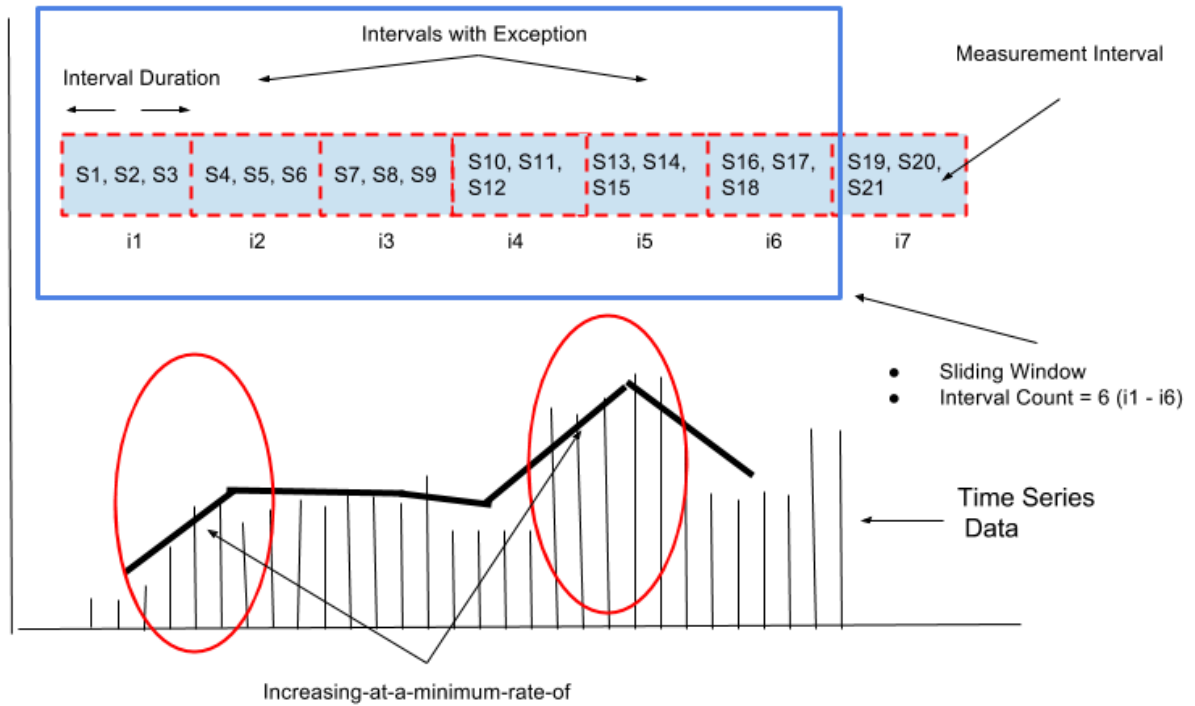 Intervals with Exception
Measurement Interval
Interval Duration
S1, S2, S3
S4, S5, S6
S7, S8, S9
S10, S11,
S12
S13, S14,
S15
S16, S17,
S18
S19, S20,
S21
i1
i2
i3
i4
i5
i6
i7
● Sliding Window
● Interval Count = 6 (i1 - i6)
Time Series
Data
Increasing-at-a-minimum-rate-of